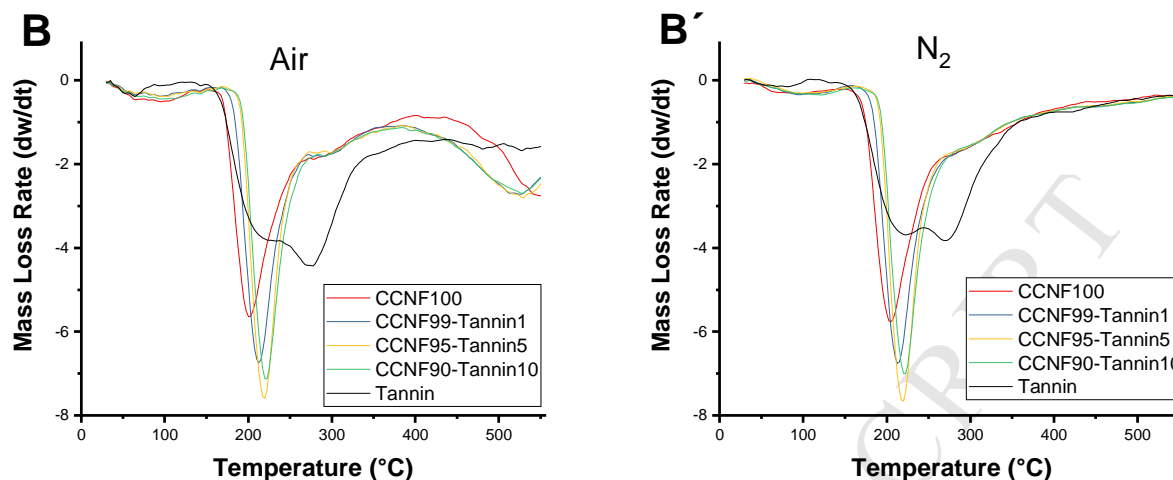 B
Air
Mass Loss Rate (dw/dt)
0
-2
-4
-6
-8
0
100
200
300
400
500
Temperature (°C)
CCNF100
CCNF99-Tannin1
CCNF95-Tannin5
CCNF90-Tannin10
Tannin
B´
N2
Mass Loss Rate (dw/dt)
0
-2
-4
-6
-8
0
100
200
300
400
500
Temperature (°C)
CCNF100
CCNF99-Tannin1
CCNF95-Tannin5
CCNF90-Tannin10
Tannin
CRIPT